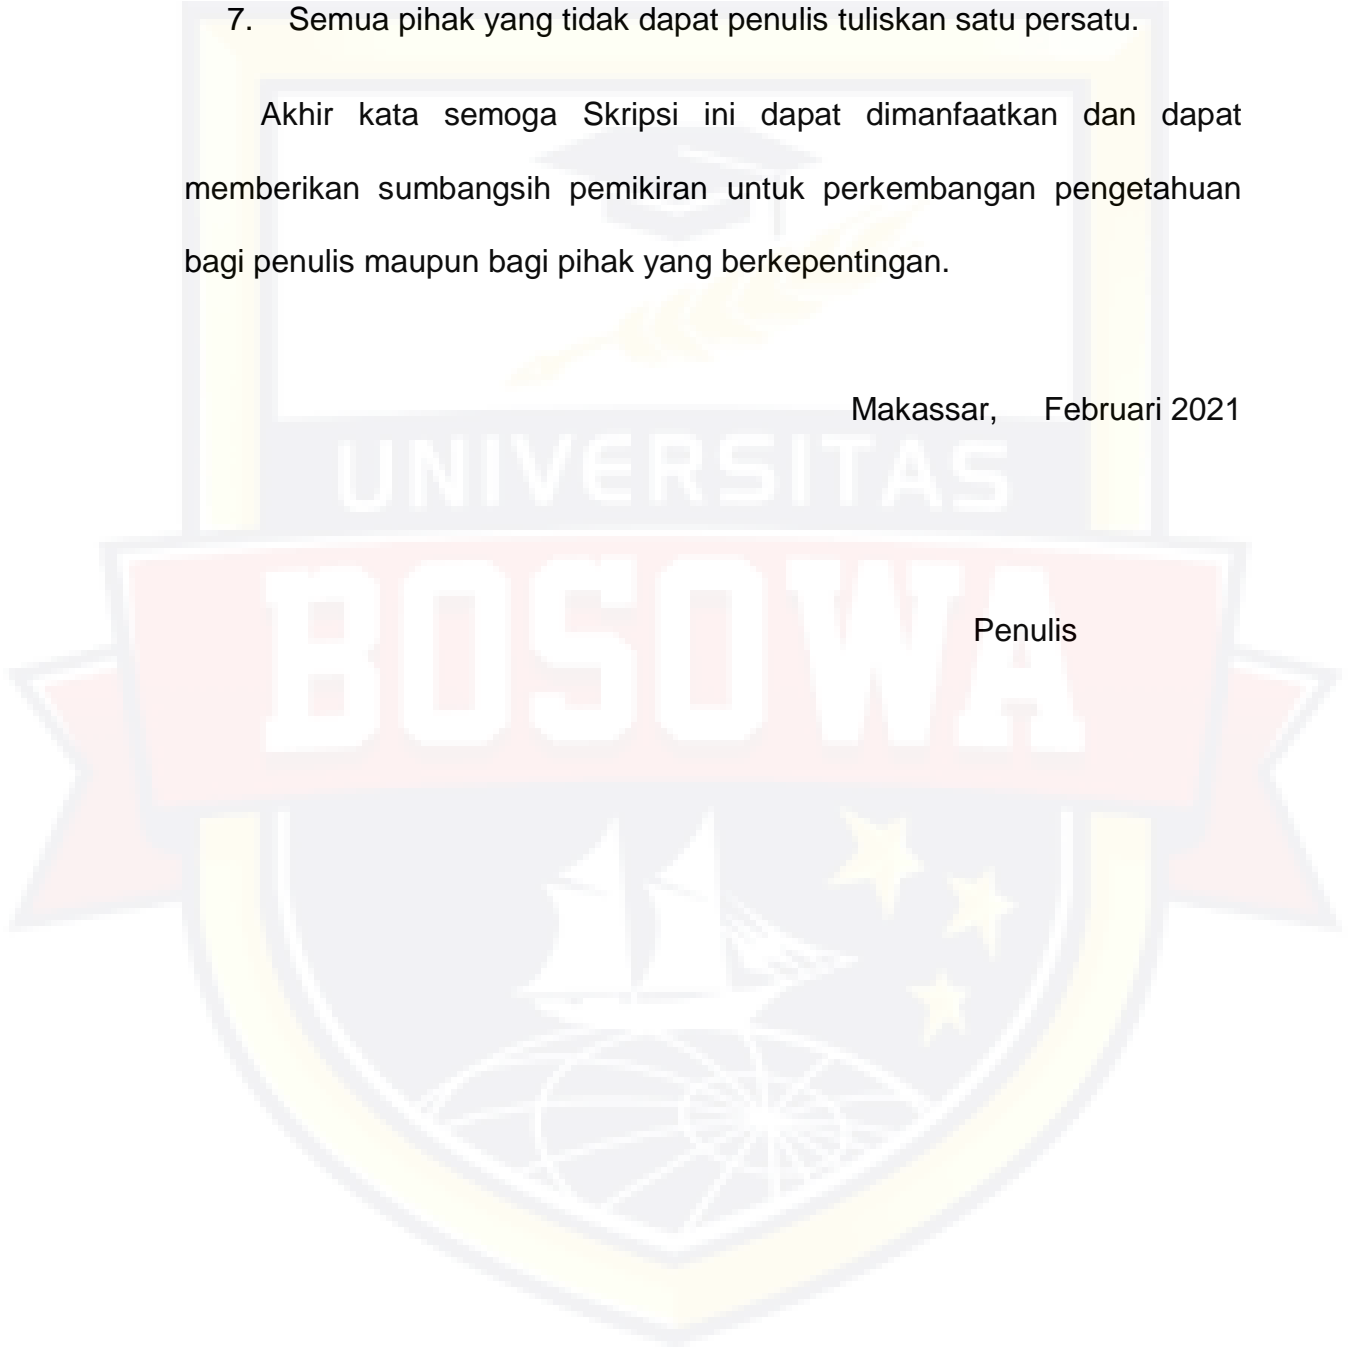 7. Semua pihak yang tidak dapat penulis tuliskan satu persatu.
Akhir kata semoga Skripsi ini dapat dimanfaatkan dan dapat
memberikan sumbangsih pemikiran untuk perkembangan pengetahuan
bagi penulis maupun bagi pihak yang berkepentingan.
Makassar, Februari 2021
UNIVERSITAS
BOSOWA
Penulis